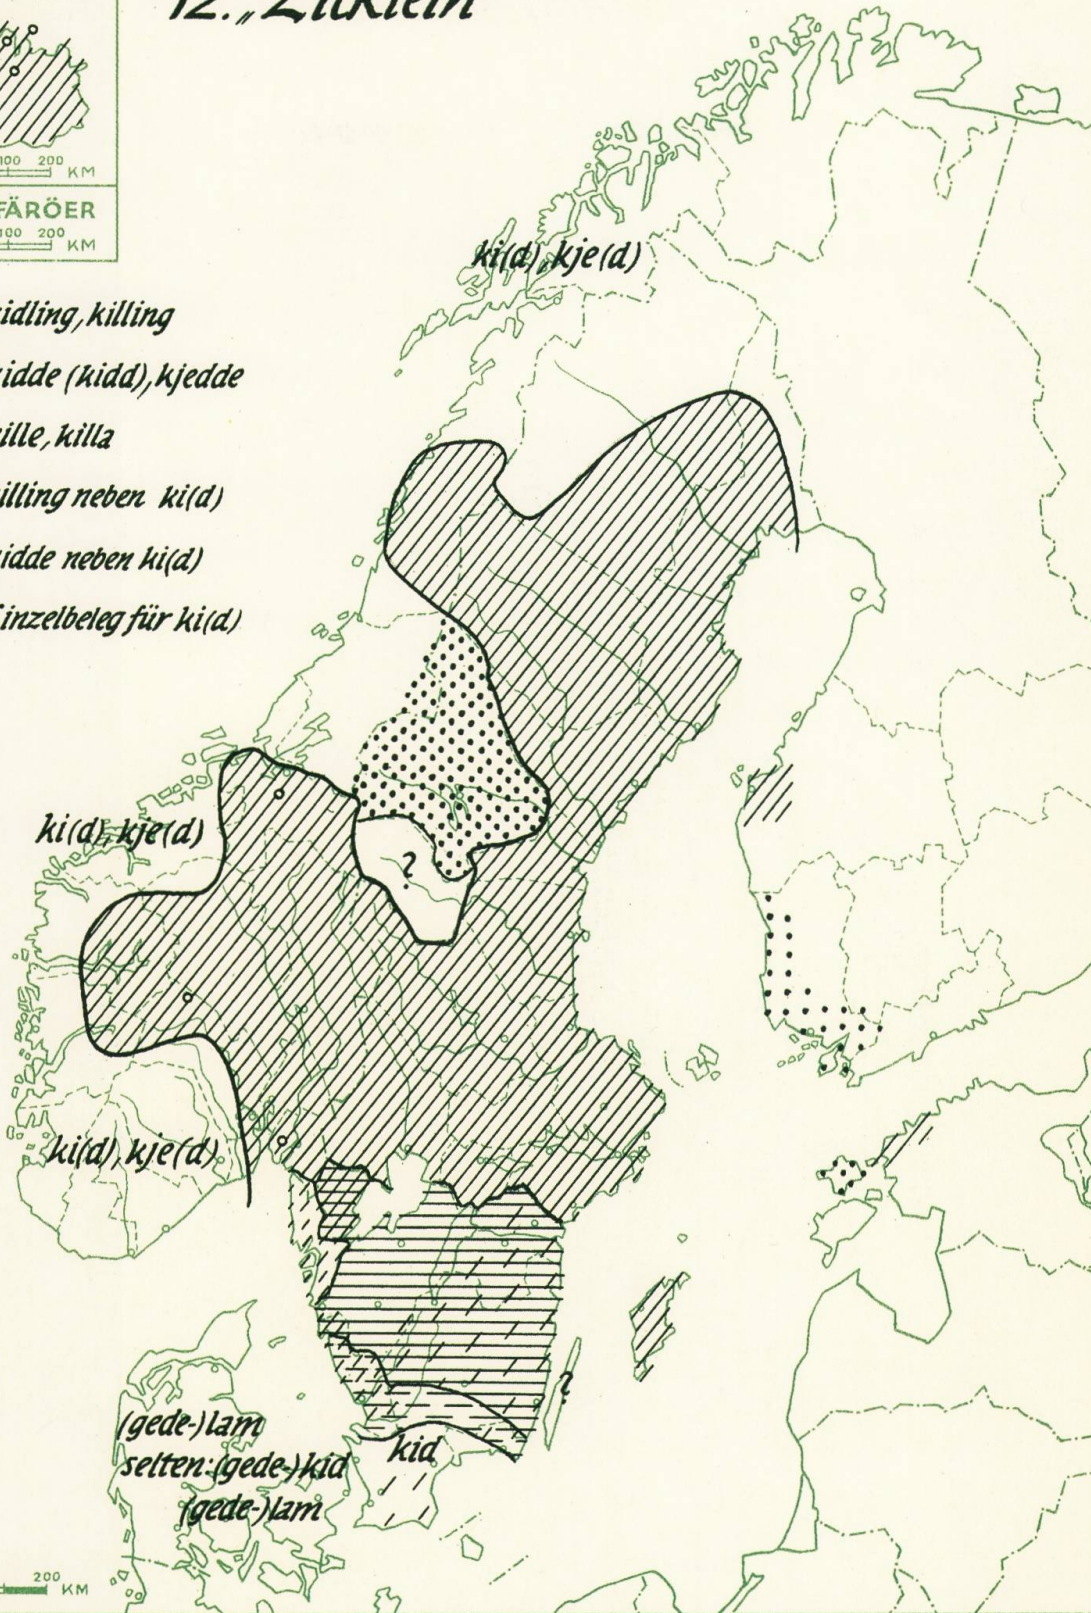 12. „Zicklein
100 200
KM
FÄRÖER
100 200
KM
ki(d), kje(d)
idling, killing
idde (kidd), kjedde
ille, killa
illing neben ki(d)
idde neben ki(d)
inzelbeleg für ki(d)
ki(d), kje(d)
?
ki(d), kje(d)
?
(gede-)lam
selten: (gede-)kid
kid
(gede-)lam
200
KM